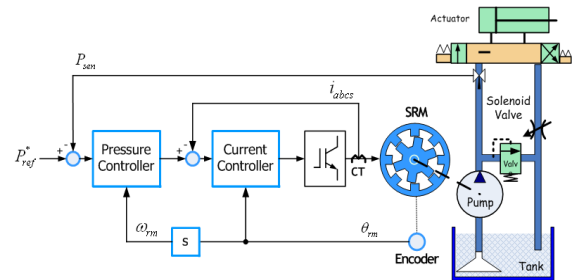 Actuator
P_sen
i_abcs
SRM
Solenoid
Valve
+ -
+ -
P*_ref
Pressure
Controller
Current
Controller
CT
Valv
Pump
ω_rm
s
θ_rm
Encoder
Tank